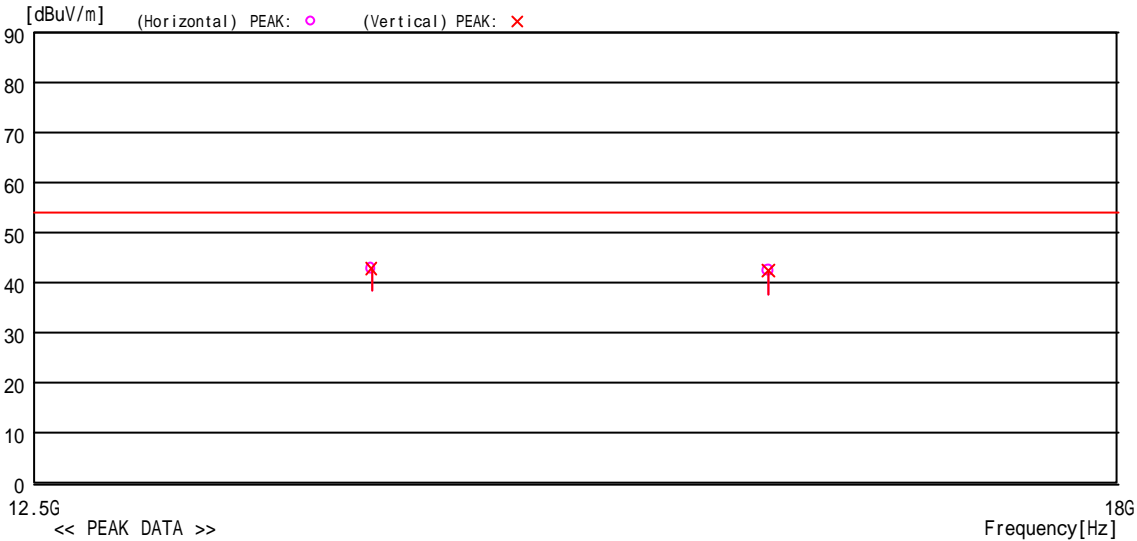 [dBuV/m]
(Horizontal) PEAK: ○ (Vertical) PEAK: ×
90
80
70
60
50
40
30
20
10
0
12.5G 18G
<< PEAK DATA >> Frequency[Hz]